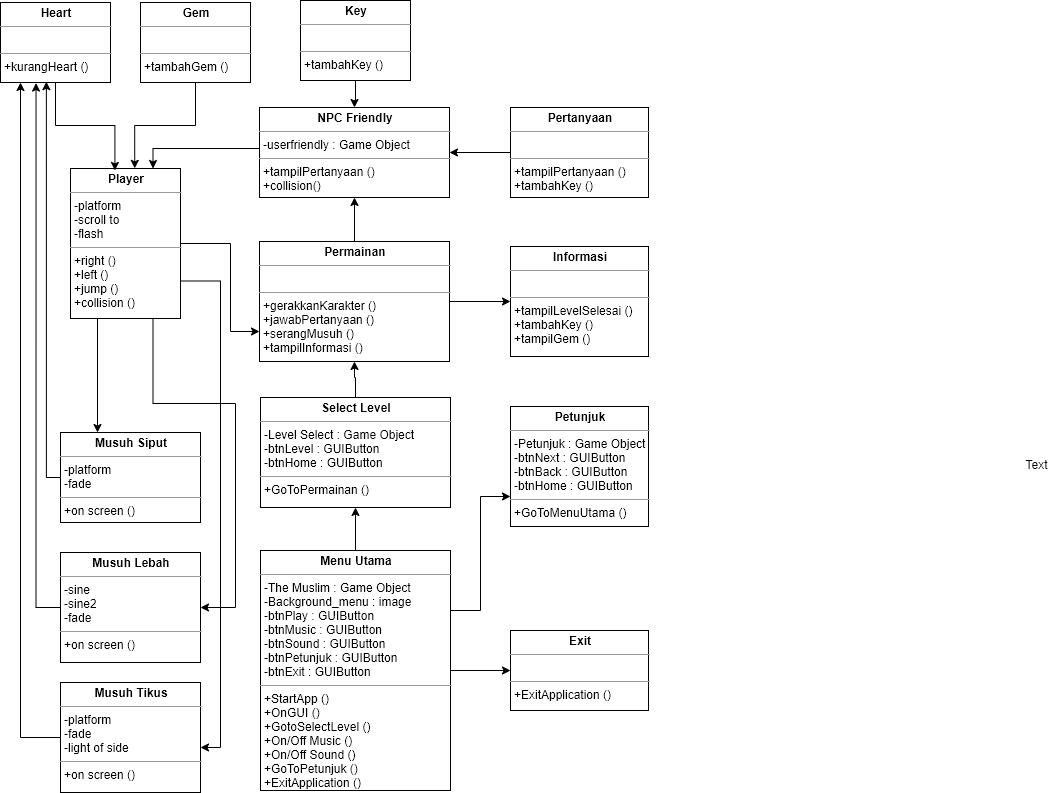 Heart
+kurangHeart ()
Gem
+tambahGem ()
Key
+tambahKey ()
NPC Friendly
-userfriendly : Game Object
+tampilPertanyaan ()
+collision()
Pertanyaan
+tampilPertanyaan ()
+tambahKey ()
Player
-platform
-scroll to
-flash
+right ()
+left ()
+jump ()
+collision ()
Permainan
+gerakkanKarakter ()
+jawabPertanyaan ()
+serangMusuh ()
+tampilInformasi ()
Informasi
+tampilLevelSelesai ()
+tambahKey ()
+tampilGem ()
Select Level
-Level Select : Game Object
-btnLevel : GUIButton
-btnHome : GUIButton
+GoToPermainan ()
Petunjuk
-Petunjuk : Game Object
-btnNext : GUIButton
-btnBack : GUIButton
-btnHome : GUIButton
+GoToMenuUtama ()
Text
Musuh Siput
-platform
-fade
+on screen ()
Musuh Lebah
-sine
-sine2
-fade
+on screen ()
Musuh Tikus
-platform
-fade
-light of side
+on screen ()
Menu Utama
-The Muslim : Game Object
-Background_menu : image
-btnPlay : GUIButton
-btnMusic : GUIButton
-btnSound : GUIButton
-btnPetunjuk : GUIButton
-btnExit : GUIButton
+StartApp ()
+OnGUI ()
+GotoSelectLevel ()
+On/Off Music ()
+On/Off Sound ()
+GoToPetunjuk ()
+ExitApplication ()
Exit
+ExitApplication ()